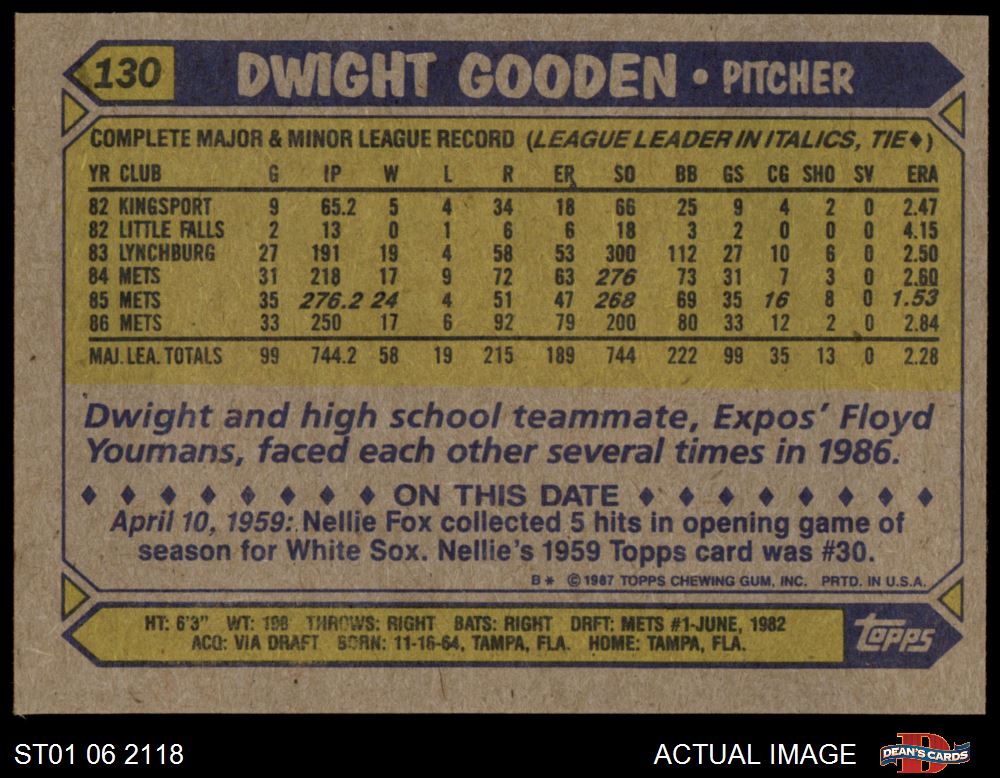 130 DWIGHT GOODEN • PITCHER
COMPLETE MAJOR & MINOR LEAGUE RECORD (LEAGUE LEADER IN ITALICS, TIE♦)
YR CLUB G IP W L R ER SO BB GS CG SHO SV ERA
82 KINGSPORT 9 65.2 5 4 34 18 66 25 9 4 2 0 2.47
82 LITTLE FALLS 2 13 0 1 6 6 18 3 2 0 0 0 4.15
83 LYNCHBURG 27 191 19 4 58 53 300 112 27 10 6 0 2.50
84 METS 31 218 17 9 72 63 276 73 31 7 3 0 2.60
85 METS 35 276.2 24 4 51 47 268 69 35 16 8 0 1.53
86 METS 33 250 17 6 92 79 200 80 33 12 2 0 2.84
MAJ. LEA. TOTALS 99 744.2 58 19 215 189 744 222 99 35 13 0 2.28
Dwight and high school teammate, Expos' Floyd
Youmans, faced each other several times in 1986.
♦ ♦ ♦ ♦ ♦ ♦ ♦ ♦ ON THIS DATE ♦ ♦ ♦ ♦ ♦ ♦ ♦ ♦
April 10, 1959: Nellie Fox collected 5 hits in opening game of
season for White Sox. Nellie's 1959 Topps card was #30.
B* ©1987 TOPPS CHEWING GUM, INC. PRTD. IN U.S.A.
HT: 6'3" WT: 198 THROWS: RIGHT BATS: RIGHT DRFT: METS #1-JUNE, 1982
ACQ: VIA DRAFT BORN: 11-16-64, TAMPA, FLA. HOME: TAMPA, FLA.
topps
ST01 06 2118
ACTUAL IMAGE
D
DEAN'S CARDS